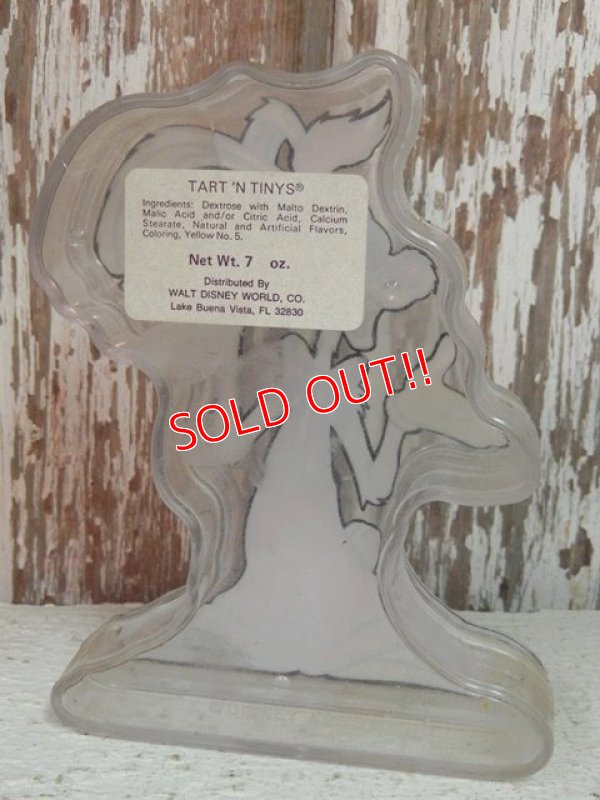 TART 'N TINYS®
Ingredients: Dextrose with Malto Dextrin,
Malic Acid and/or Citric Acid, Calcium
Stearate, Natural and Artificial Flavors,
Coloring, Yellow No. 5.
Net Wt. 7 oz.
Distributed By
WALT DISNEY WORLD, CO.
Lake Buena Vista, FL 32830
SOLD OUT!!